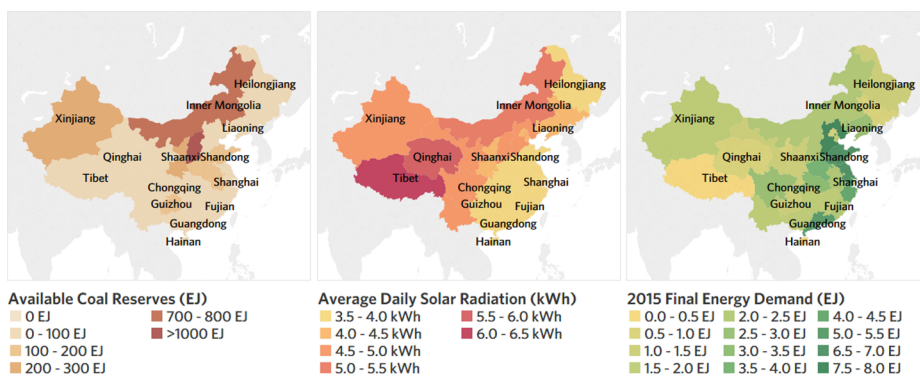 Heilongjiang
Inner Mongolia
Xinjiang
Liaoning
Qinghai
Shaanxi
Shandong
Tibet
Chongqing
Shanghai
Guizhou
Fujian
Guangdong
Hainan
Available Coal Reserves (EJ)
0 EJ
0 - 100 EJ
100 - 200 EJ
200 - 300 EJ
700 - 800 EJ
>1000 EJ
Heilongjiang
Inner Mongolia
Xinjiang
Liaoning
Qinghai
Shaanxi
Shandong
Tibet
Chongqing
Shanghai
Guizhou
Fujian
Guangdong
Hainan
Average Daily Solar Radiation (kWh)
3.5 - 4.0 kWh
4.0 - 4.5 kWh
4.5 - 5.0 kWh
5.0 - 5.5 kWh
5.5 - 6.0 kWh
6.0 - 6.5 kWh
Heilongjiang
Inner Mongolia
Xinjiang
Liaoning
Qinghai
Shaanxi
Shandong
Tibet
Chongqing
Shanghai
Guizhou
Fujian
Guangdong
Hainan
2015 Final Energy Demand (EJ)
0.0 - 0.5 EJ
0.5 - 1.0 EJ
1.0 - 1.5 EJ
1.5 - 2.0 EJ
2.0 - 2.5 EJ
2.5 - 3.0 EJ
3.0 - 3.5 EJ
3.5 - 4.0 EJ
4.0 - 4.5 EJ
5.0 - 5.5 EJ
6.5 - 7.0 EJ
7.5 - 8.0 EJ